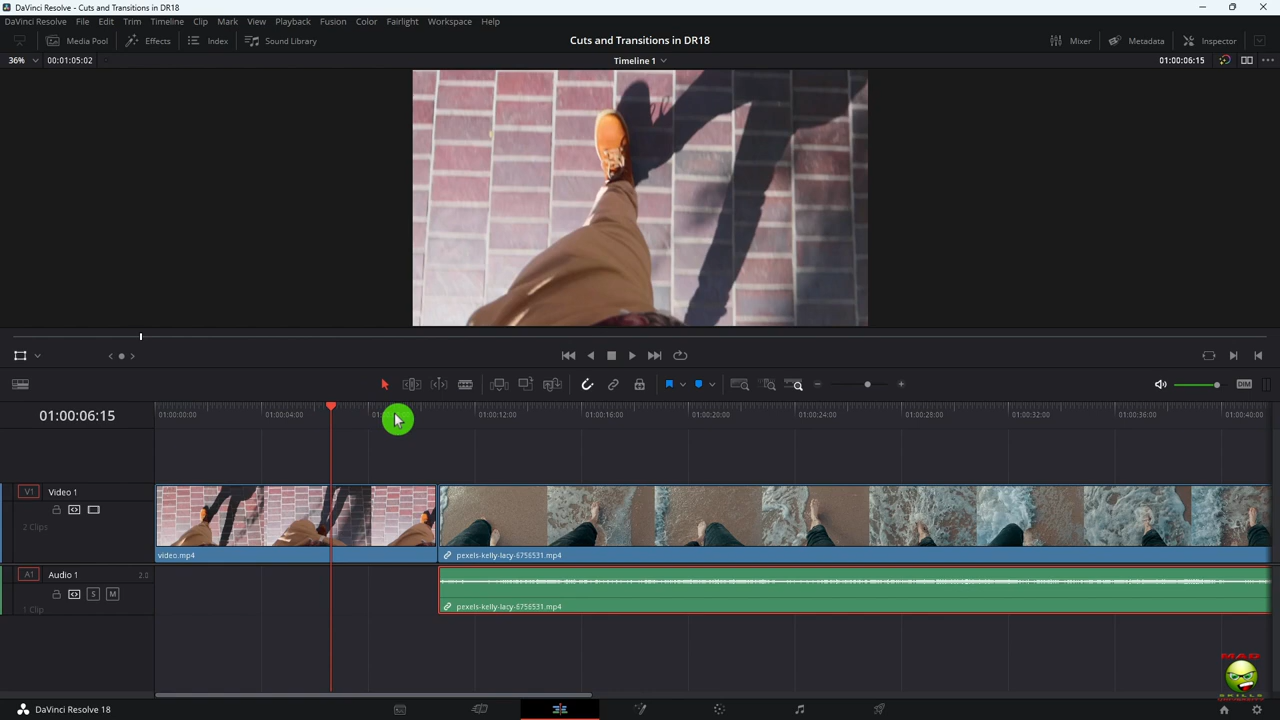 DaVinci Resolve - Cuts and Transitions in DR18
DaVinci Resolve File Edit Trim Timeline Clip Mark View Playback Fusion Color Fairlight Workspace Help
Media Pool Effects Index Sound Library Cuts and Transitions in DR18 Mixer Metadata Inspector
36% 00:01:05:02 Timeline 1 01:00:06:15
DIM
01:00:06:15 01:00:00:00 01:00:04:00 01:00:12:00 01:00:16:00 01:00:20:00 01:00:24:00 01:00:28:00 01:00:32:00 01:00:36:00 01:00:40:00
V1 Video 1
2 Clips
video.mp4 pexels-kelly-lacy-6756531.mp4
A1 Audio 1 2.0
S M
1 Clip pexels-kelly-lacy-6756531.mp4
MAD
SKILLS
DaVinci Resolve 18